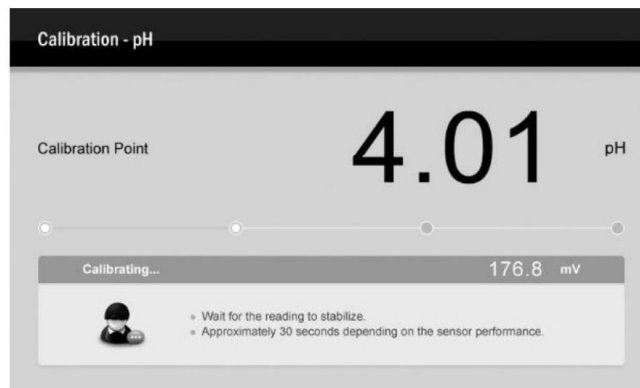 Calibration - pH
Calibration Point 4.01 pH
Calibrating... 176.8 mV
Wait for the reading to stabilize.
Approximately 30 seconds depending on the sensor performance.